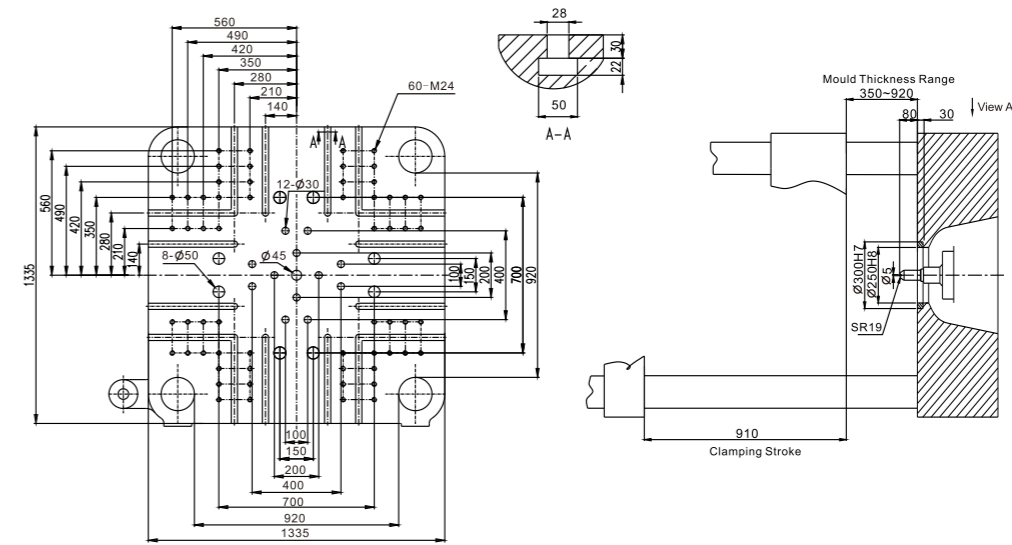 560
490
420
350
280
210
140
60-M24
A
A
560
490
420
350
280
210
140
1335
12-Ø30
8-Ø50
Ø45
100
150
200
400
700
920
100
150
200
400
700
920
1335
28
30
22
50
A-A
Mould Thickness Range
350~920
View A
80
30
Ø300H7
Ø250H8
Ø5
SR19
910
Clamping Stroke